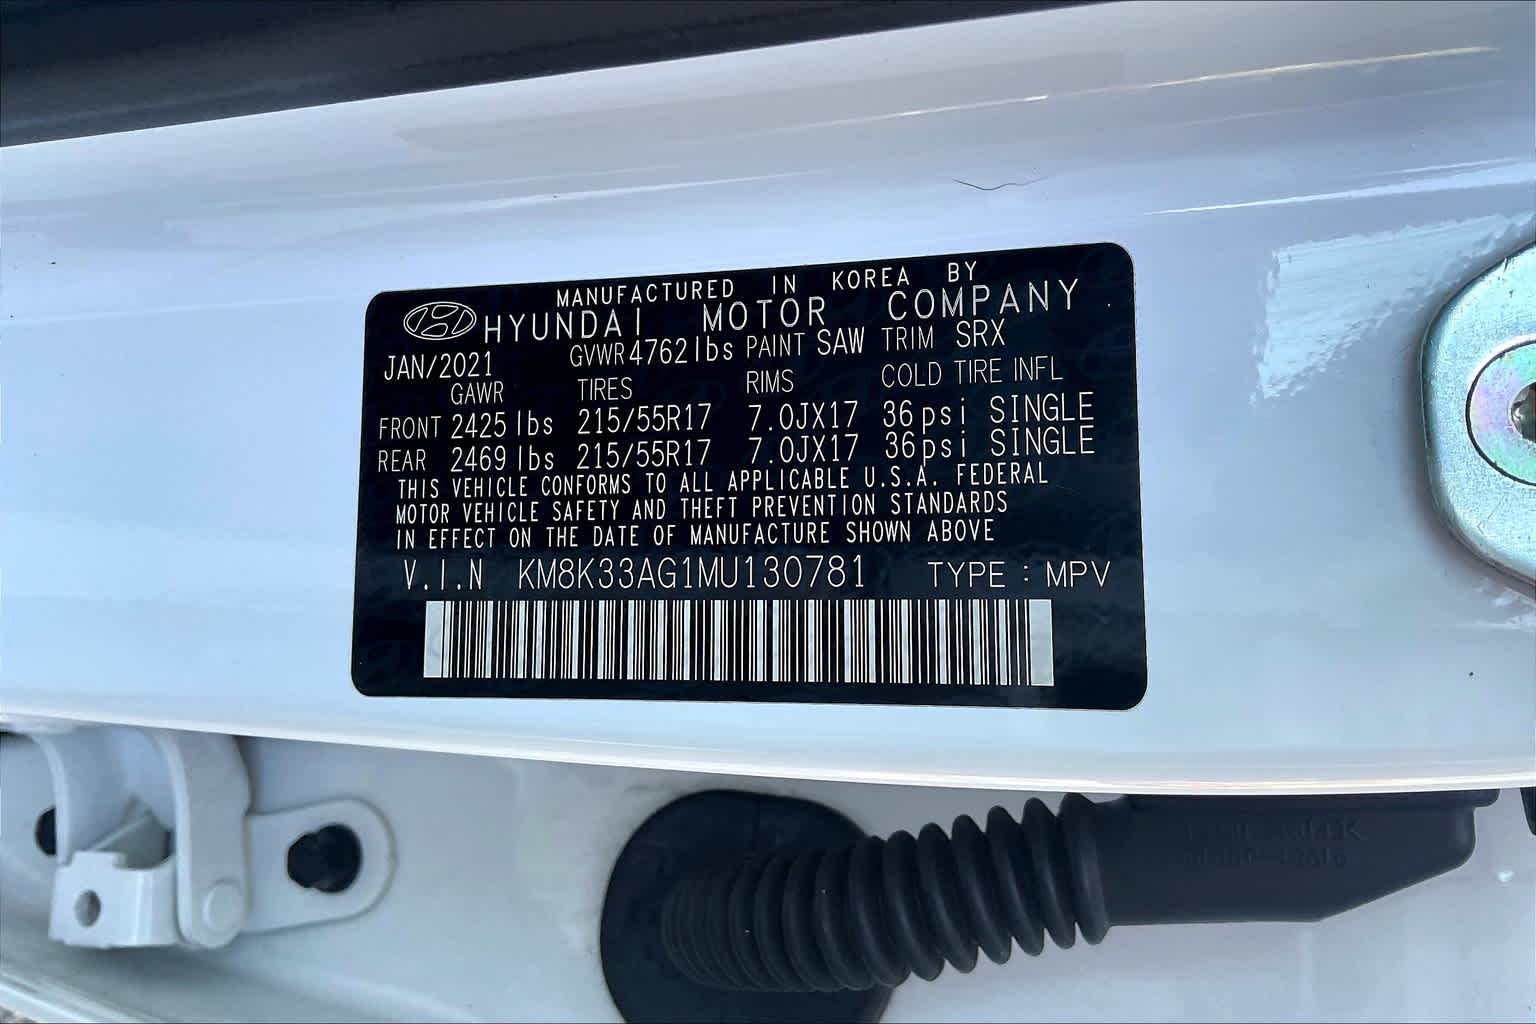 MANUFACTURED IN KOREA BY
HYUNDAI MOTOR COMPANY
JAN/2021 GVWR 4762 lbs PAINT SAW TRIM SRX
GAWR TIRES RIMS COLD TIRE INFL
FRONT 2425 lbs 215/55R17 7.0JX17 36psi SINGLE
REAR 2469 lbs 215/55R17 7.0JX17 36psi SINGLE
THIS VEHICLE CONFORMS TO ALL APPLICABLE U.S.A. FEDERAL
MOTOR VEHICLE SAFETY AND THEFT PREVENTION STANDARDS
IN EFFECT ON THE DATE OF MANUFACTURE SHOWN ABOVE
V.I.N KM8K33AG1MU130781 TYPE : MPV